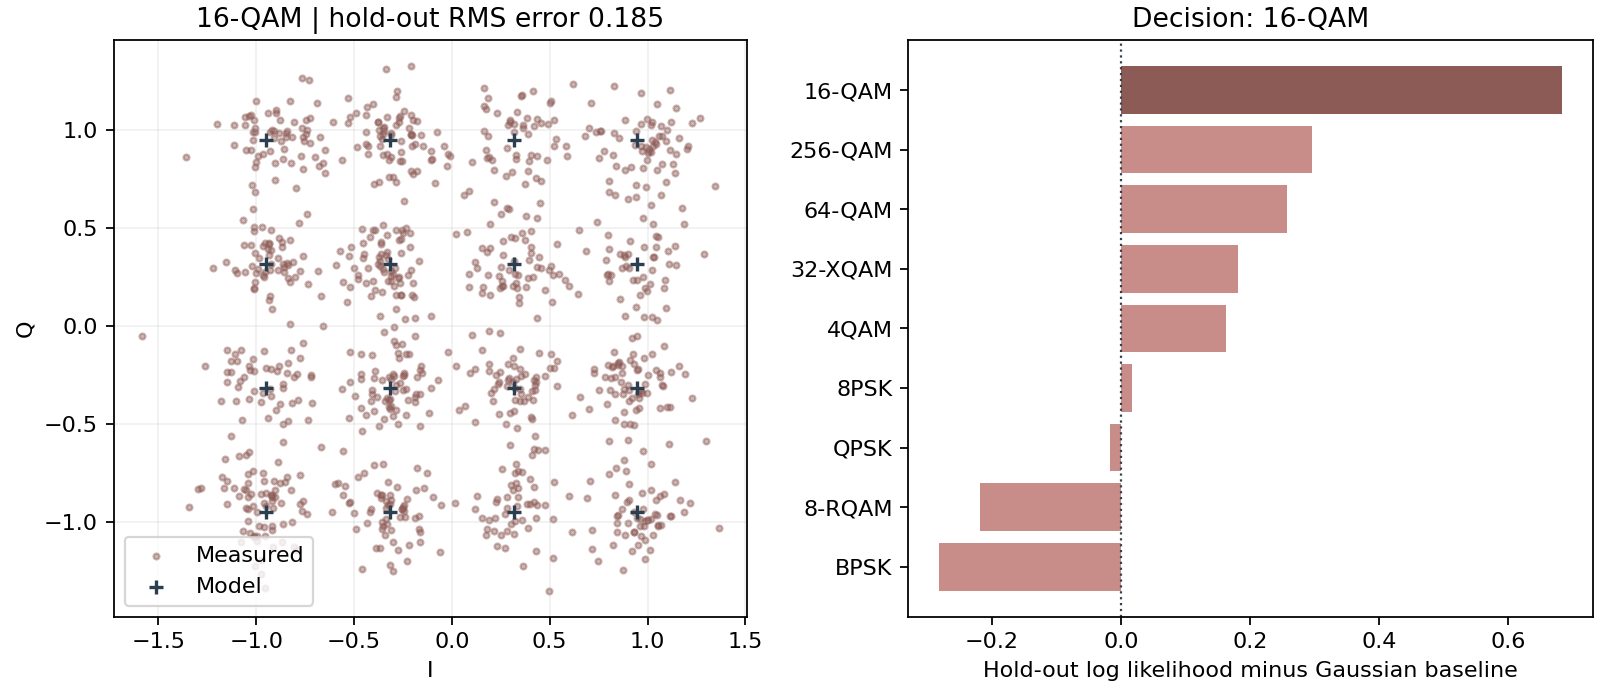 16-QAM | hold-out RMS error 0.185
Q
1.0
0.5
0.0
−0.5
−1.0
Measured
Model
−1.5
−1.0
−0.5
0.0
0.5
1.0
1.5
I
Decision: 16-QAM
16-QAM
256-QAM
64-QAM
32-XQAM
4QAM
8PSK
QPSK
8-RQAM
BPSK
−0.2
0.0
0.2
0.4
0.6
Hold-out log likelihood minus Gaussian baseline